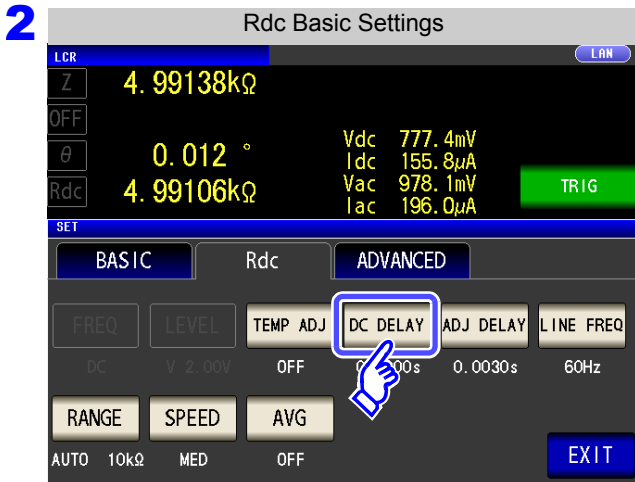 2
Rdc Basic Settings
LCR LAN
Z 4.99138kΩ
OFF
θ 0.012 °
Rdc 4.99106kΩ
Vdc 777.4mV
Idc 155.8μA
Vac 978.1mV
Iac 196.0μA
TRIG
SET
BASIC Rdc ADVANCED
FREQ LEVEL TEMP ADJ DC DELAY ADJ DELAY LINE FREQ
DC V 2.00V OFF 0.0030s 60Hz
RANGE SPEED AVG
AUTO 10kΩ MED OFF
EXIT